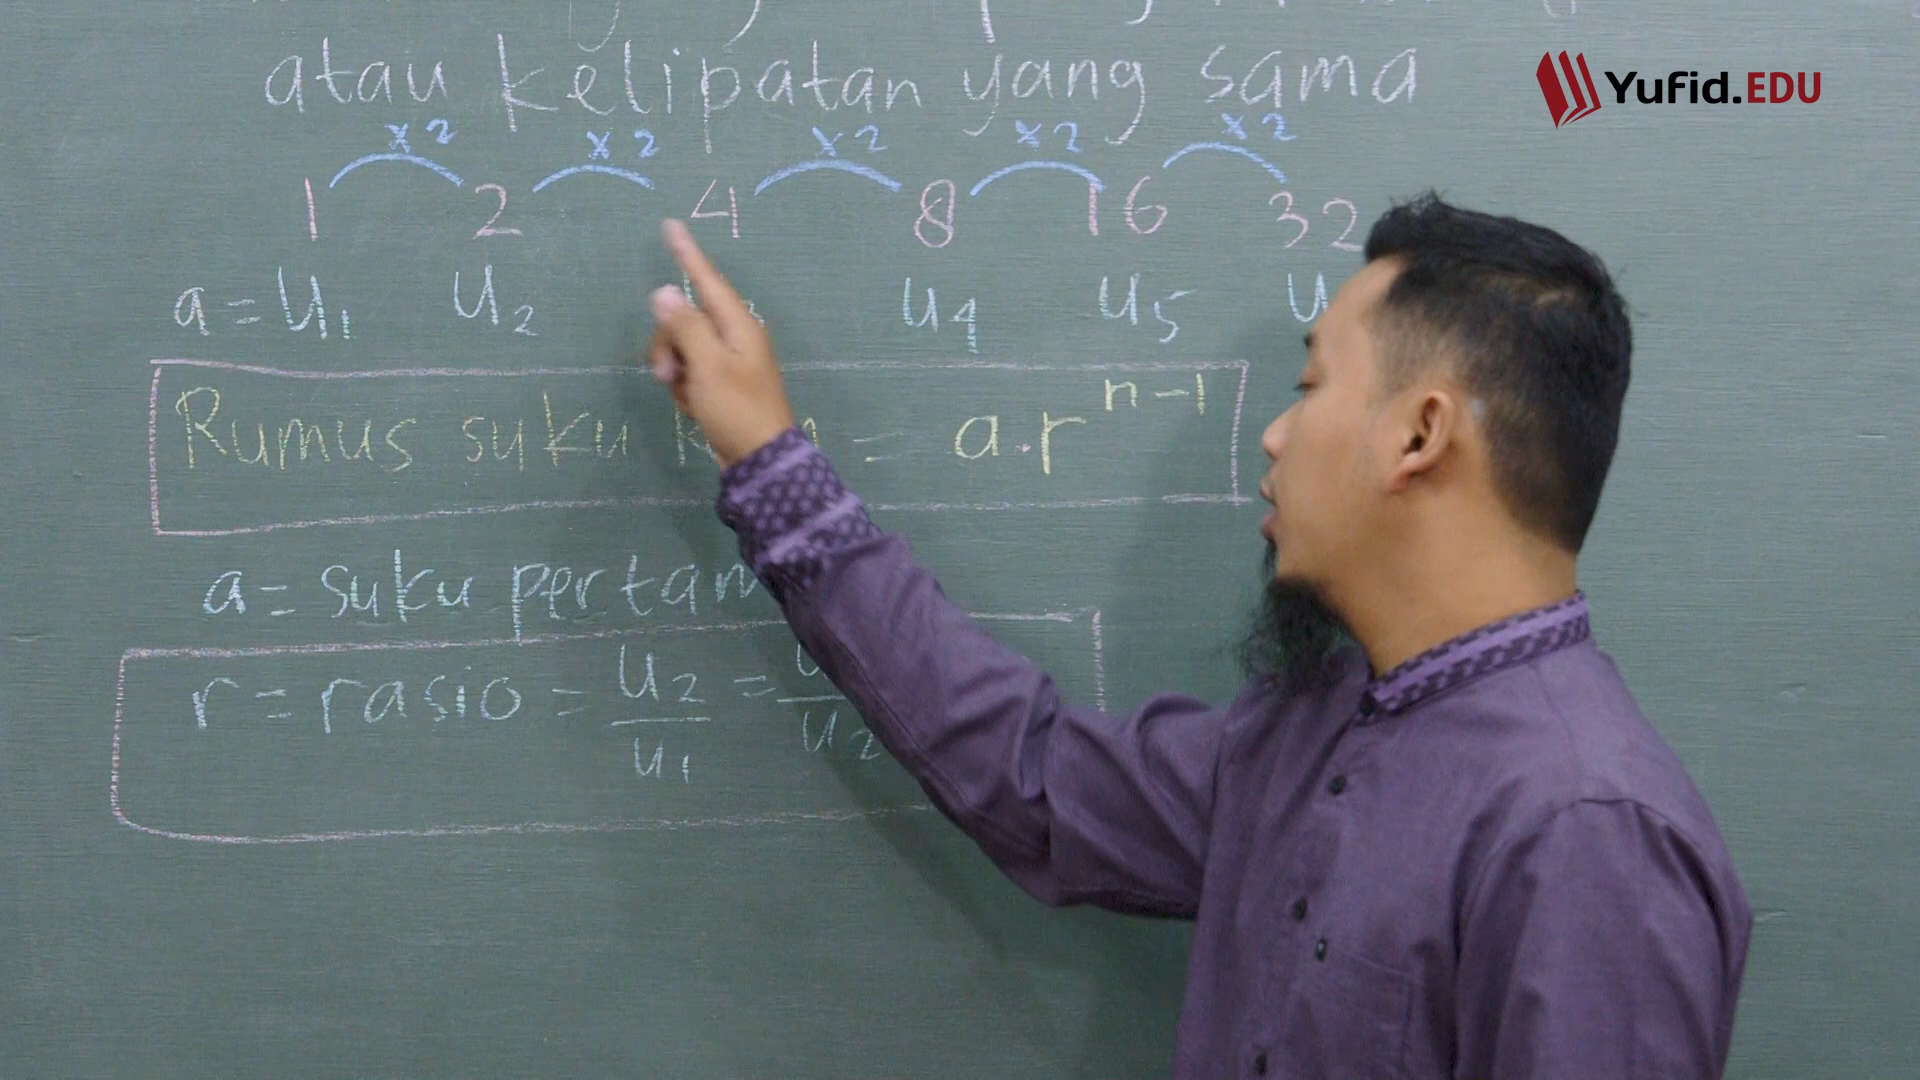 atau kelipatan yang sama
Yufid.EDU
x2 x2 x2 x2 x2
1 2 4 8 16 32
a = U1 U2 U4 U5 U
Rumus suku = a.r^n-1
a = suku
r = rasio = U2/U1 = U/U2